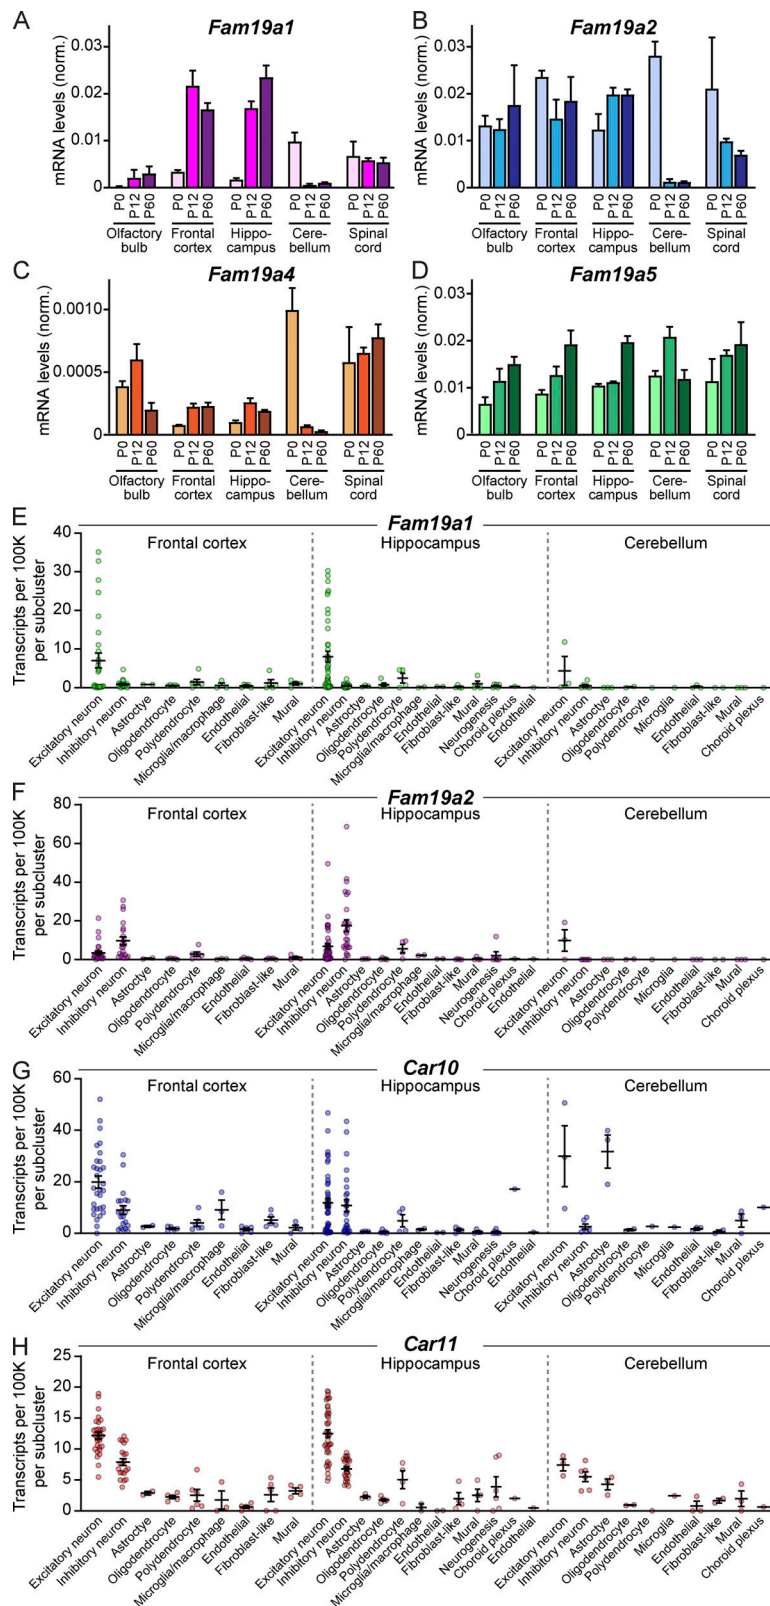 A
Fam19a1
mRNA levels (norm.)
0.03
0.02
0.01
0
P0 P12 P60 P0 P12 P60 P0 P12 P60 P0 P12 P60 P0 P12 P60
Olfactory bulb
Frontal cortex
Hippo-campus
Cere-bellum
Spinal cord
B
Fam19a2
mRNA levels (norm.)
0.03
0.02
0.01
0
P0 P12 P60 P0 P12 P60 P0 P12 P60 P0 P12 P60 P0 P12 P60
Olfactory bulb
Frontal cortex
Hippo-campus
Cere-bellum
Spinal cord
C
Fam19a4
mRNA levels (norm.)
0.0010
0.0005
0
P0 P12 P60 P0 P12 P60 P0 P12 P60 P0 P12 P60 P0 P12 P60
Olfactory bulb
Frontal cortex
Hippo-campus
Cere-bellum
Spinal cord
D
Fam19a5
mRNA levels (norm.)
0.03
0.02
0.01
0
P0 P12 P60 P0 P12 P60 P0 P12 P60 P0 P12 P60 P0 P12 P60
Olfactory bulb
Frontal cortex
Hippo-campus
Cere-bellum
Spinal cord
E
Fam19a1
Frontal cortex
Hippocampus
Cerebellum
Transcripts per 100K
per subcluster
40
30
20
10
0
Excitatory neuron
Inhibitory neuron
Astroctye
Oligodendrocyte
Polydendrocyte
Microglia/macrophage
Endothelial
Fibroblast-like
Mural
Excitatory neuron
Inhibitory neuron
Astroctye
Oligodendrocyte
Polydendrocyte
Microglia/macrophage
Endothelial
Fibroblast-like
Mural
Neurogenesis
Choroid plexus
Endothelial
Excitatory neuron
Inhibitory neuron
Astroctye
Oligodendrocyte
Polydendrocyte
Microglia
Endothelial
Fibroblast-like
Mural
Choroid plexus
F
Fam19a2
Frontal cortex
Hippocampus
Cerebellum
Transcripts per 100K
per subcluster
80
60
40
20
0
Excitatory neuron
Inhibitory neuron
Astroctye
Oligodendrocyte
Polydendrocyte
Microglia/macrophage
Endothelial
Fibroblast-like
Mural
Excitatory neuron
Inhibitory neuron
Astroctye
Oligodendrocyte
Polydendrocyte
Microglia/macrophage
Endothelial
Fibroblast-like
Mural
Neurogenesis
Choroid plexus
Endothelial
Excitatory neuron
Inhibitory neuron
Astroctye
Oligodendrocyte
Polydendrocyte
Microglia
Endothelial
Fibroblast-like
Mural
Choroid plexus
G
Car10
Frontal cortex
Hippocampus
Cerebellum
Transcripts per 100K
per subcluster
60
40
20
0
Excitatory neuron
Inhibitory neuron
Astroctye
Oligodendrocyte
Polydendrocyte
Microglia/macrophage
Endothelial
Fibroblast-like
Mural
Excitatory neuron
Inhibitory neuron
Astroctye
Oligodendrocyte
Polydendrocyte
Microglia/macrophage
Endothelial
Fibroblast-like
Mural
Neurogenesis
Choroid plexus
Endothelial
Excitatory neuron
Inhibitory neuron
Astroctye
Oligodendrocyte
Polydendrocyte
Microglia
Endothelial
Fibroblast-like
Mural
Choroid plexus
H
Car11
Frontal cortex
Hippocampus
Cerebellum
Transcripts per 100K
per subcluster
25
20
15
10
5
0
Excitatory neuron
Inhibitory neuron
Astroctye
Oligodendrocyte
Polydendrocyte
Microglia/macrophage
Endothelial
Fibroblast-like
Mural
Excitatory neuron
Inhibitory neuron
Astroctye
Oligodendrocyte
Polydendrocyte
Microglia/macrophage
Endothelial
Fibroblast-like
Mural
Neurogenesis
Choroid plexus
Endothelial
Excitatory neuron
Inhibitory neuron
Astroctye
Oligodendrocyte
Polydendrocyte
Microglia
Endothelial
Fibroblast-like
Mural
Choroid plexus